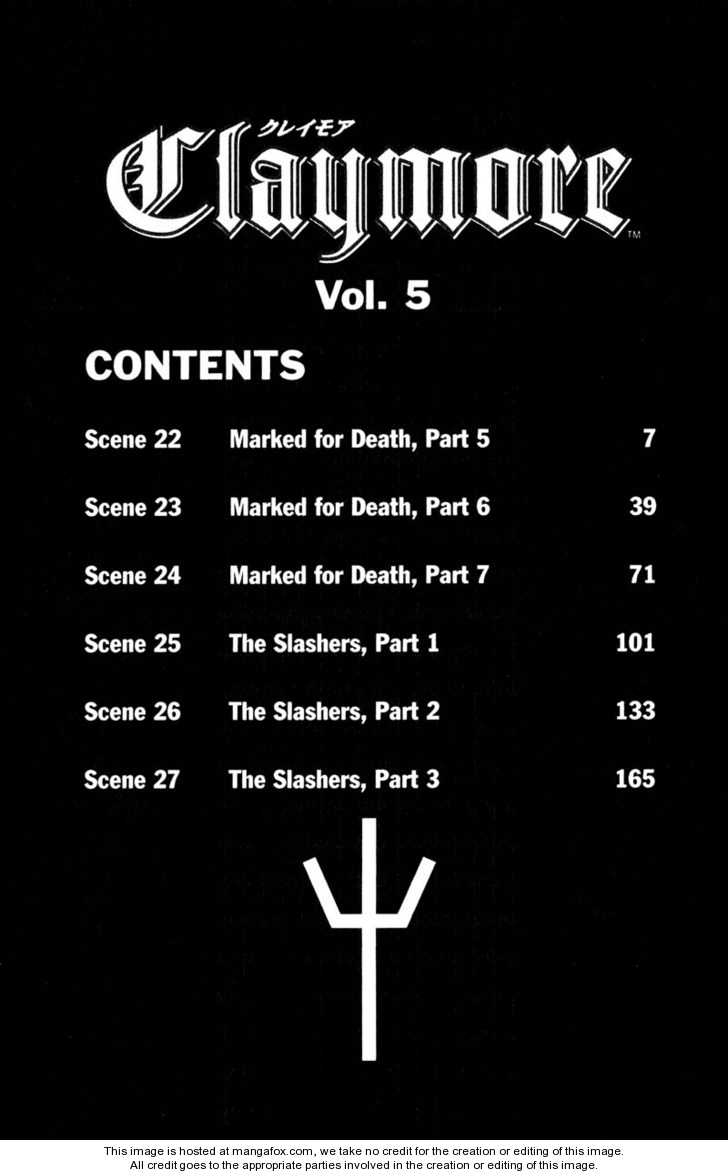 クレイモア
Claymore
TM
Vol. 5
CONTENTS
Scene 22 Marked for Death, Part 5 7
Scene 23 Marked for Death, Part 6 39
Scene 24 Marked for Death, Part 7 71
Scene 25 The Slashers, Part 1 101
Scene 26 The Slashers, Part 2 133
Scene 27 The Slashers, Part 3 165
This image is hosted at mangafox.com, we take no credit for the creation or editing of this image.
All credit goes to the appropriate parties involved in the creation or editing of this image.